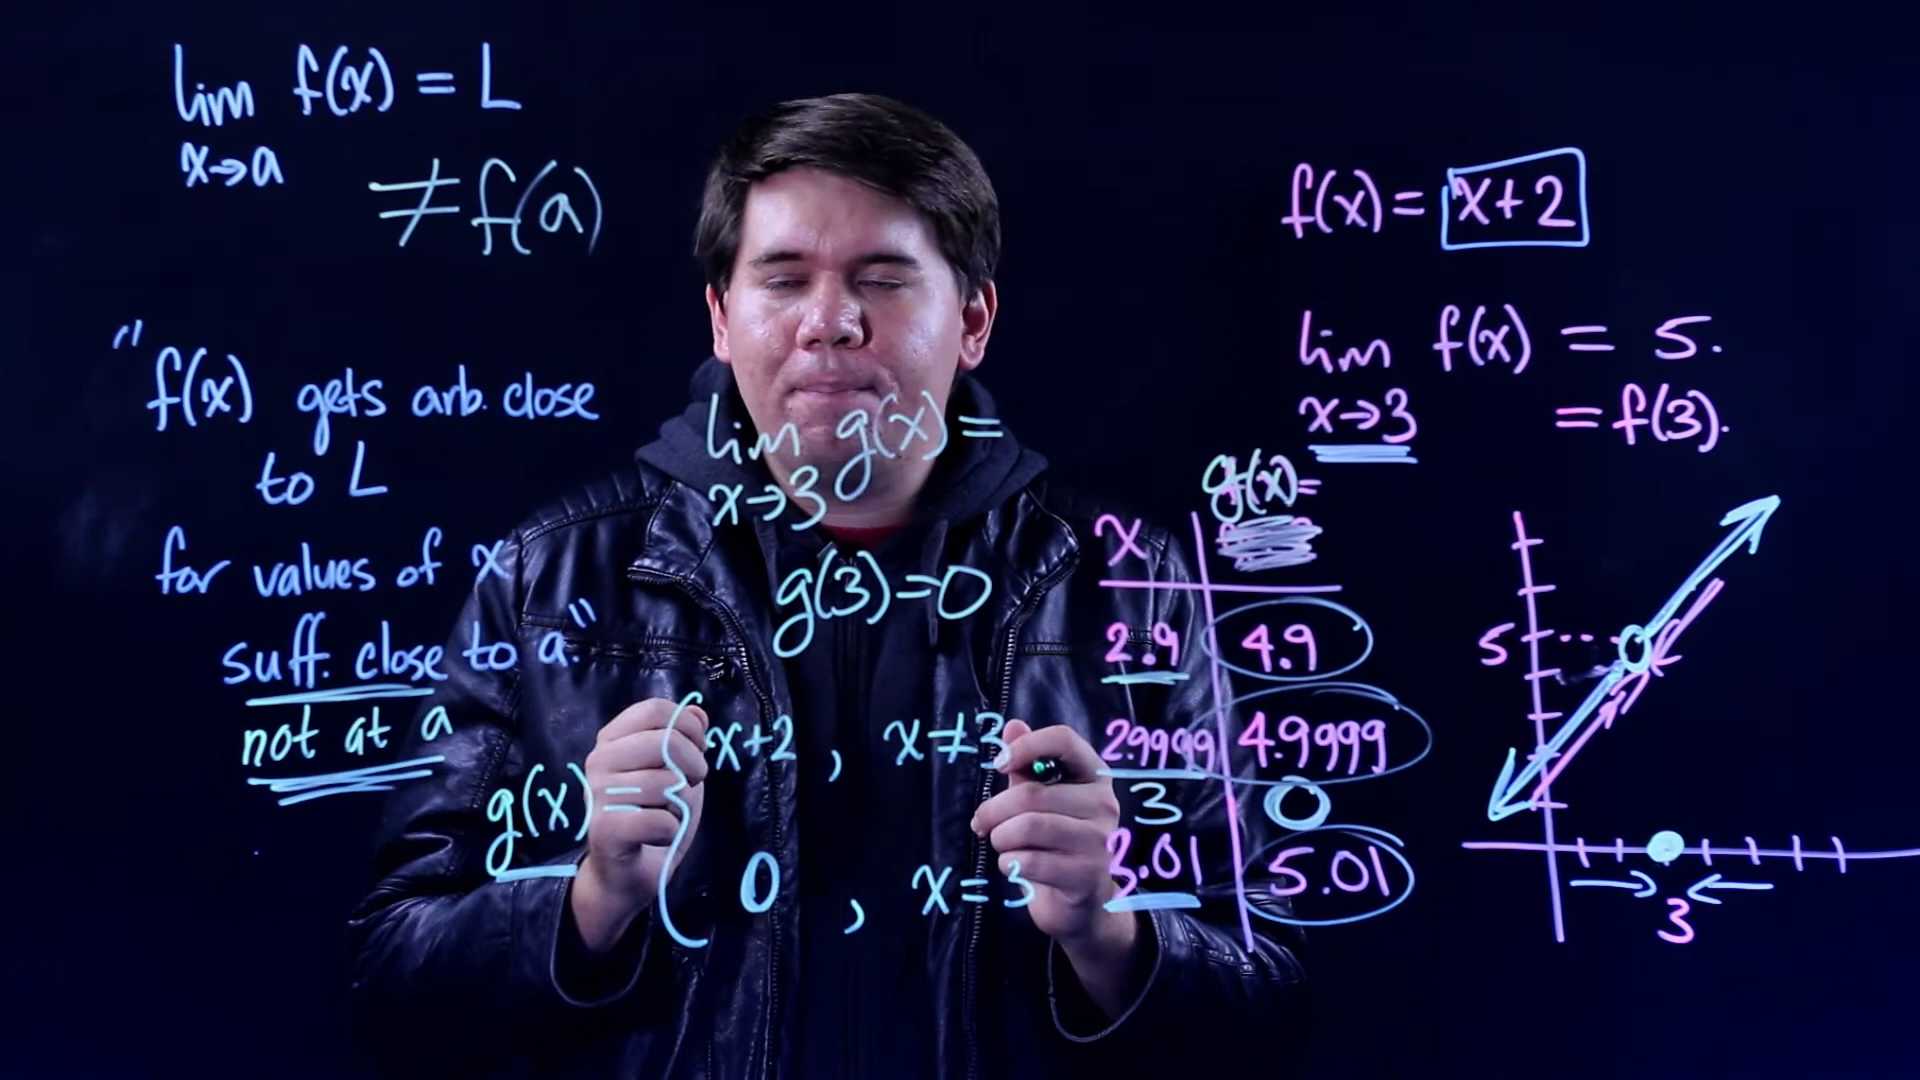 lim f(x) = L
x→a
≠ f(a)
"f(x) gets arb. close
to L
for values of x
suff. close to a."
not at a
lim g(x) =
x→3
g(3)=0
g(x) = { x+2 , x≠3
0 , x=3
f(x) = x+2
lim f(x) = 5.
x→3 = f(3).
x g(x)=
2.9 4.9
2.9999 4.9999
3 0
3.01 5.01
5
3